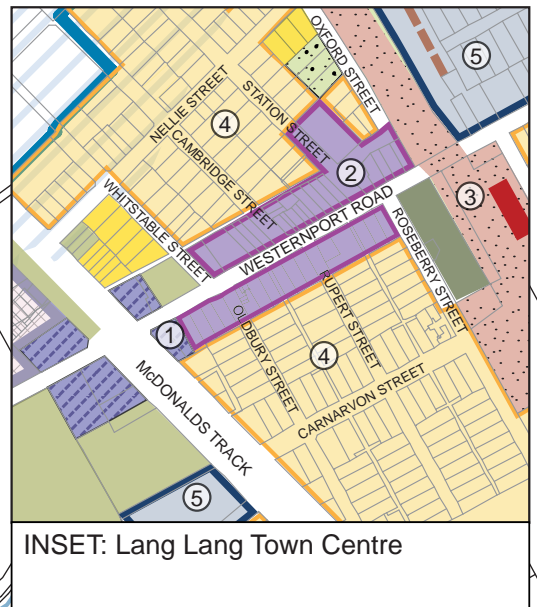 OXFORD STREET
5
NELLIE STREET
4
STATION STREET
CAMBRIDGE STREET
2
WHITSTABLE STREET
WESTERNPORT ROAD
3
ROSEBERRY STREET
1
OLDBURY STREET
RUPERT STREET
4
McDONALDS TRACK
CARNARVON STREET
5
INSET: Lang Lang Town Centre